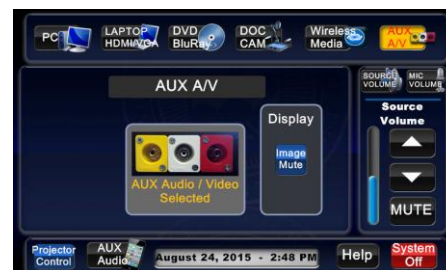 PC
LAPTOP
HDMI/VGA
DVD
BluRay
DOC
CAM
Wireless
Media
AUX
A/V
AUX A/V
SOURCE
VOLUME
MIC
VOLUME
Display
Image
Mute
AUX Audio / Video
Selected
Source
Volume
MUTE
Projector
Control
AUX
Audio
August 24, 2015 - 2:48 PM
Help
System
Off